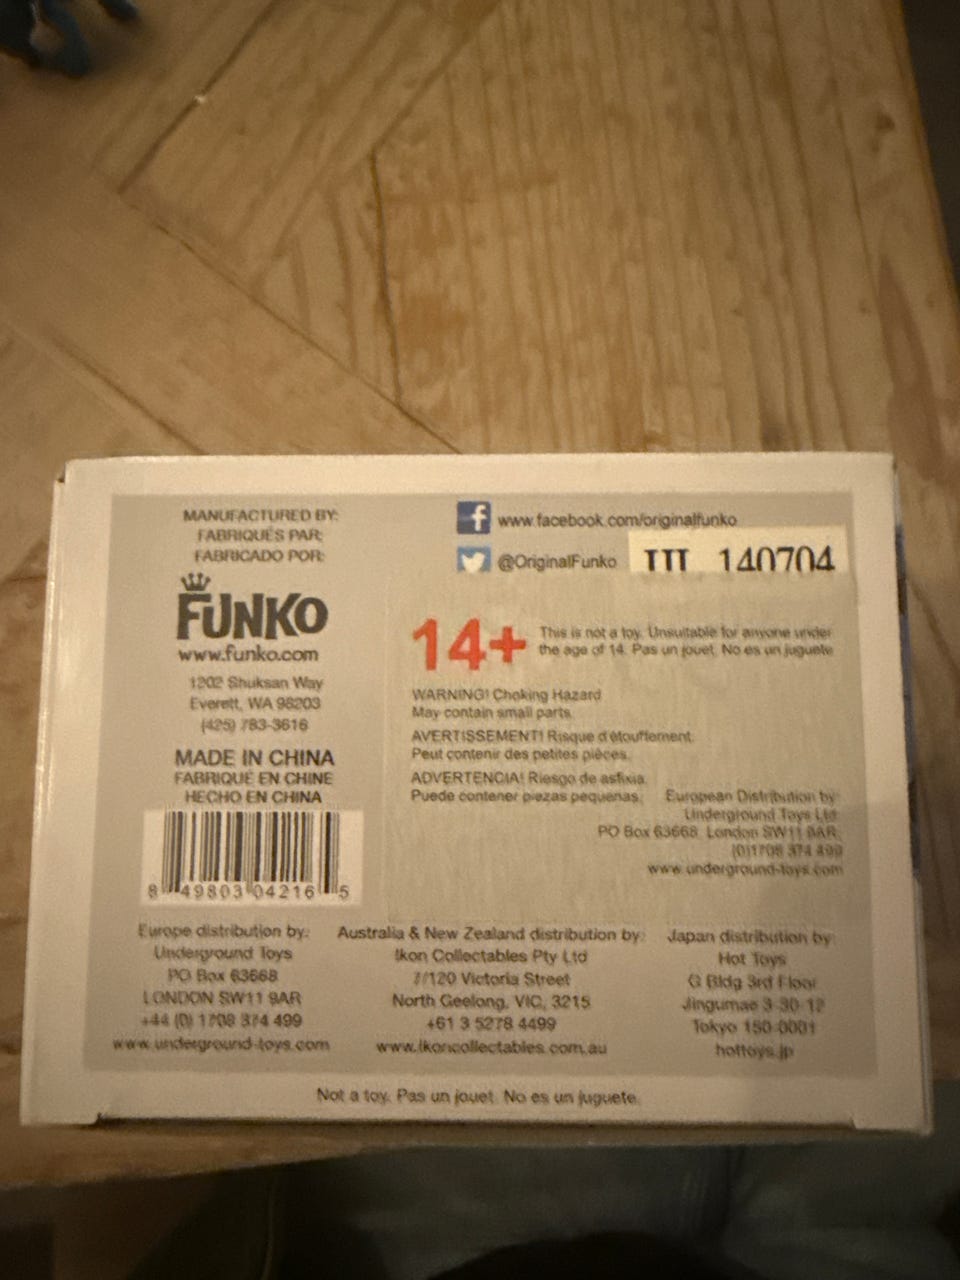 MANUFACTURED BY:
FABRIQUÉS PAR:
FABRICADO POR:
FUNKO
www.funko.com
1202 Shuksan Way
Everett, WA 98203
(425) 783-3616
MADE IN CHINA
FABRIQUÉ EN CHINE
HECHO EN CHINA
8 49803 04216 5
f www.facebook.com/originalfunko
@OriginalFunko
III 140704
14+
This is not a toy. Unsuitable for anyone under
the age of 14. Pas un jouet. No es un juguete
WARNING! Choking Hazard
May contain small parts.
AVERTISSEMENT! Risque d'étouffement.
Peut contenir des petites pièces.
ADVERTENCIA! Riesgo de asfixia.
Puede contener piezas pequenas.
European Distribution by:
Underground Toys Ltd
PO Box 63668. London SW11 9AR.
(0)1708 374 499
www.underground-toys.com
Europe distribution by:
Underground Toys
PO Box 63668
LONDON SW11 9AR
+44 (0) 1708 374 499
www.underground-toys.com
Australia & New Zealand distribution by:
Ikon Collectables Pty Ltd
7/120 Victoria Street
North Geelong, VIC, 3215
+61 3 5278 4499
www.ikoncollectables.com.au
Japan distribution by:
Hot Toys
G Bldg 3rd Floor
Jingumae 3-30-12
Tokyo 150-0001
hottoys.jp
Not a toy. Pas un jouet. No es un juguete.